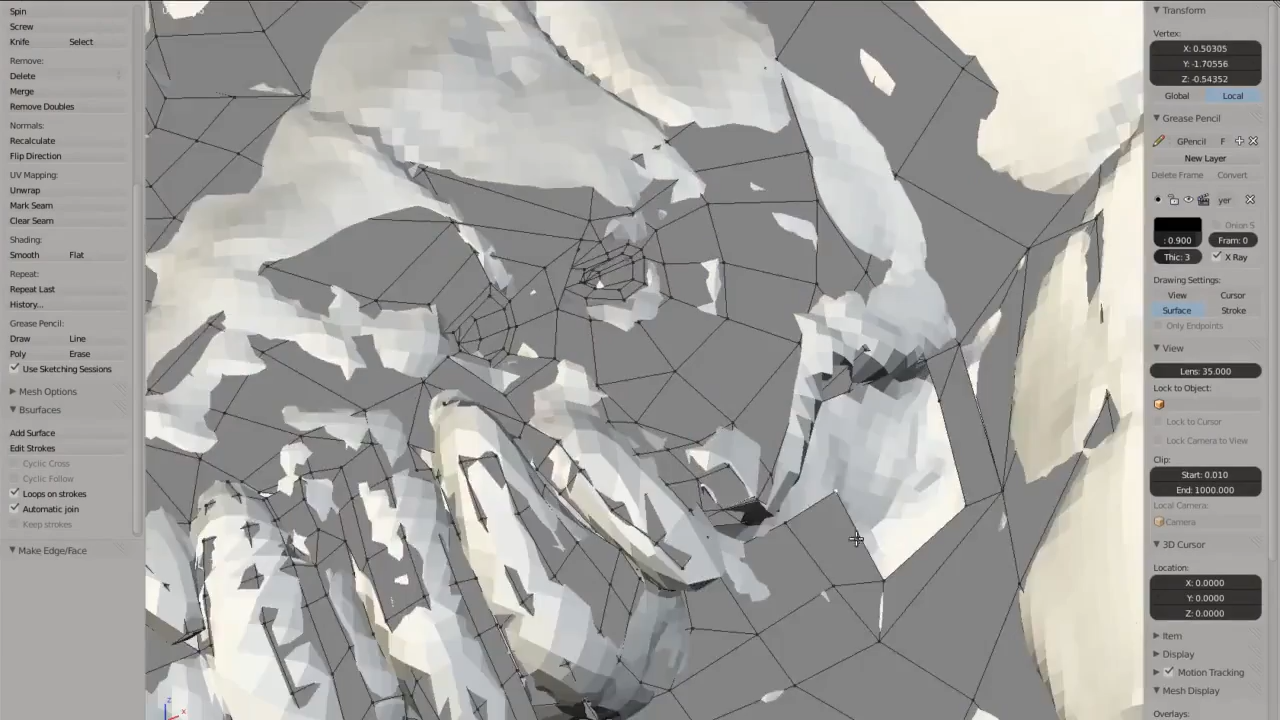 Spin
Screw
Knife Select
Remove:
Delete
Merge
Remove Doubles
Normals:
Recalculate
Flip Direction
UV Mapping:
Unwrap
Mark Seam
Clear Seam
Shading:
Smooth Flat
Repeat:
Repeat Last
History...
Grease Pencil:
Draw Line
Poly Erase
Use Sketching Sessions
Mesh Options
Bsurfaces
Add Surface
Edit Strokes
Cyclic Cross
Cyclic Follow
Loops on strokes
Automatic join
Keep strokes
Make Edge/Face
z
x
Transform
Vertex:
X: 0.50305
Y: -1.70556
Z: -0.54352
Global Local
Grease Pencil
GPencil F
New Layer
Delete Frame Convert
yer
Onion S
: 0.900 Fram: 0
Thic: 3 X Ray
Drawing Settings:
View Cursor
Surface Stroke
Only Endpoints
View
Lens: 35.000
Lock to Object:
Lock to Cursor
Lock Camera to View
Clip:
Start: 0.010
End: 1000.000
Local Camera:
Camera
3D Cursor
Location:
X: 0.0000
Y: 0.0000
Z: 0.0000
Item
Display
Motion Tracking
Mesh Display
Overlays: